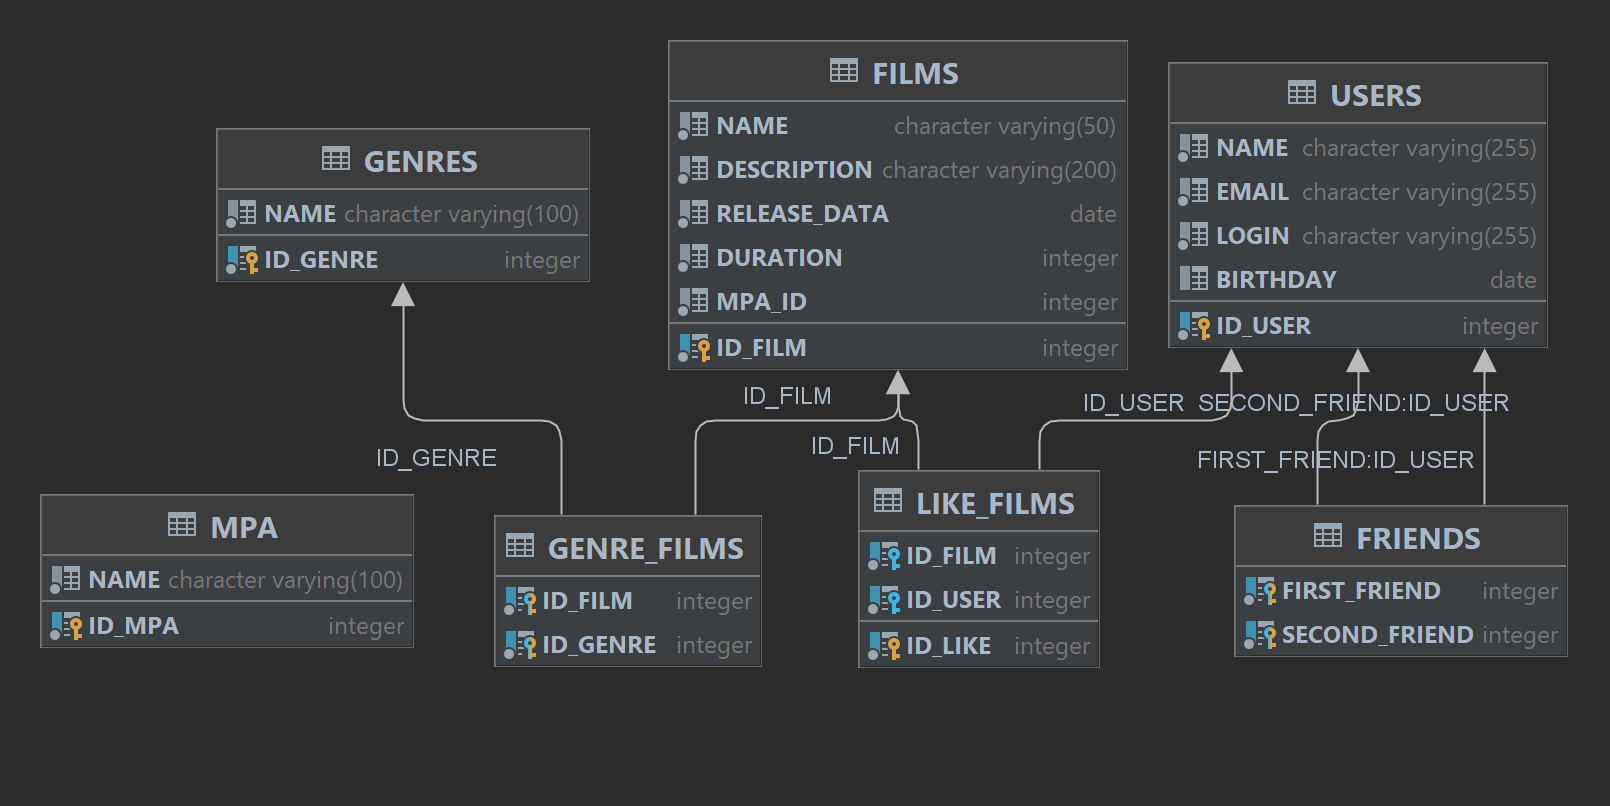 FILMS
NAME character varying(50)
DESCRIPTION character varying(200)
RELEASE_DATA date
DURATION integer
MPA_ID integer
ID_FILM integer
USERS
NAME character varying(255)
EMAIL character varying(255)
LOGIN character varying(255)
BIRTHDAY date
ID_USER integer
GENRES
NAME character varying(100)
ID_GENRE integer
ID_FILM
ID_USER
SECOND_FRIEND:ID_USER
ID_FILM
ID_GENRE
FIRST_FRIEND:ID_USER
MPA
NAME character varying(100)
ID_MPA integer
GENRE_FILMS
ID_FILM integer
ID_GENRE integer
LIKE_FILMS
ID_FILM integer
ID_USER integer
ID_LIKE integer
FRIENDS
FIRST_FRIEND integer
SECOND_FRIEND integer